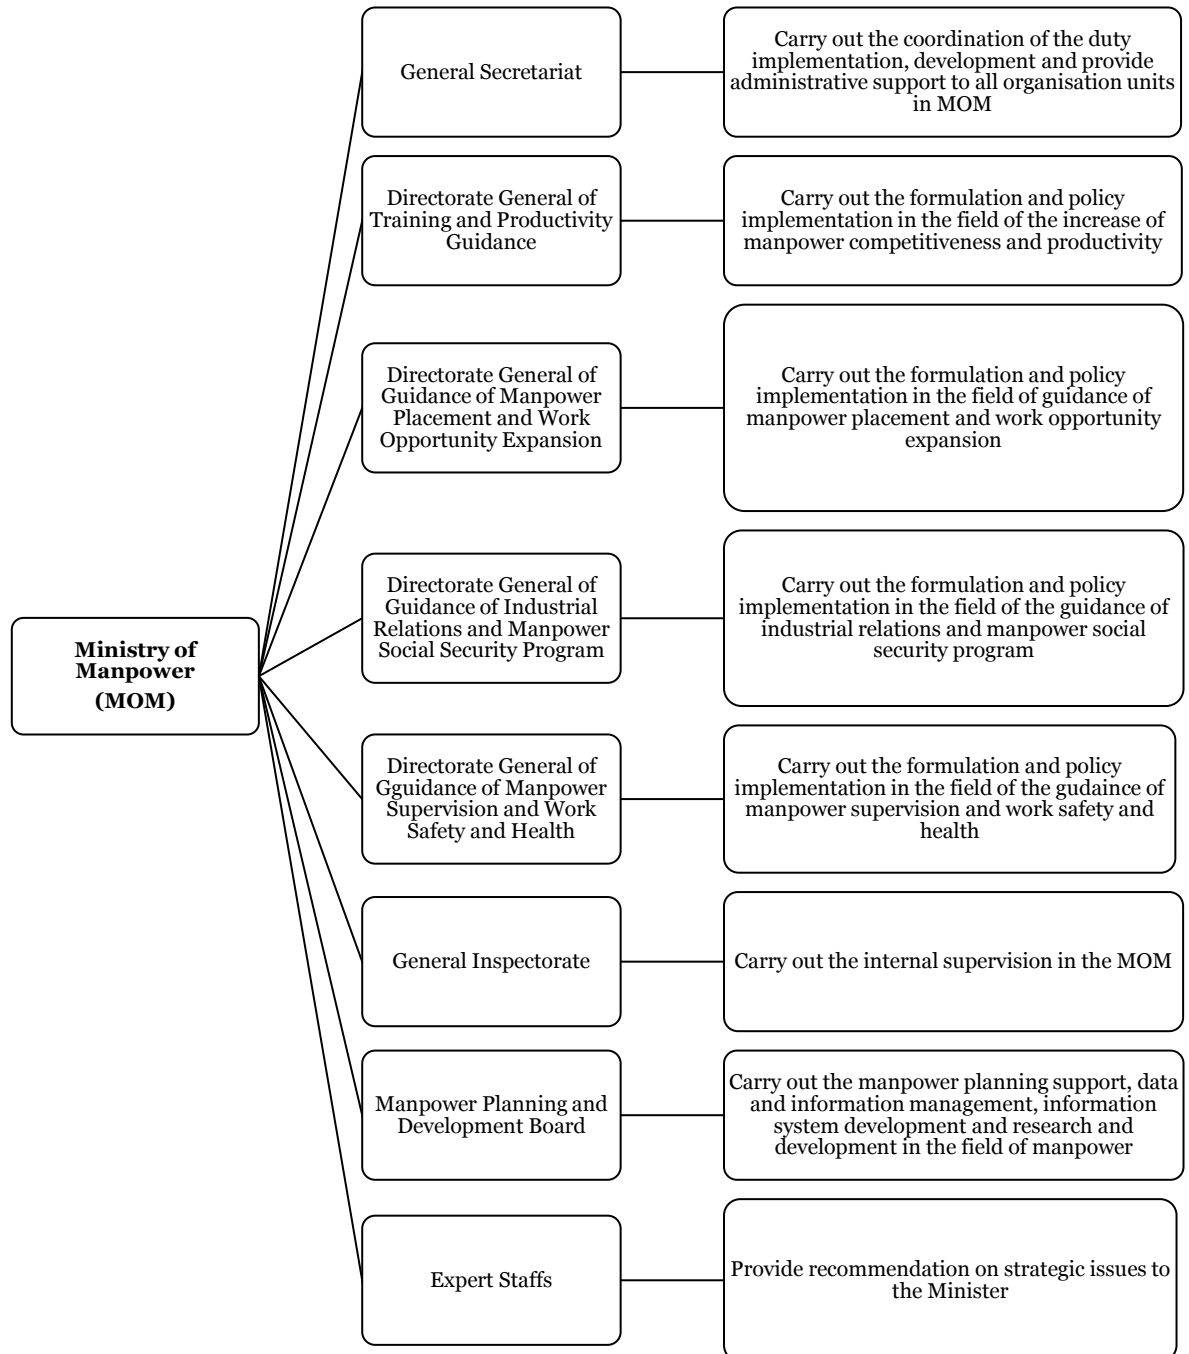 General Secretariat
Carry out the coordination of the duty
implementation, development and provide
administrative support to all organisation units
in MOM
Directorate General of
Training and Productivity
Guidance
Carry out the formulation and policy
implementation in the field of the increase of
manpower competitiveness and productivity
Directorate General of
Guidance of Manpower
Placement and Work
Opportunity Expansion
Carry out the formulation and policy
implementation in the field of guidance of
manpower placement and work opportunity
expansion
Ministry of
Manpower
(MOM)
Directorate General of
Guidance of Industrial
Relations and Manpower
Social Security Program
Carry out the formulation and policy
implementation in the field of the guidance of
industrial relations and manpower social
security program
Directorate General of
Gguidance of Manpower
Supervision and Work
Safety and Health
Carry out the formulation and policy
implementation in the field of the gudaince of
manpower supervision and work safety and
health
General Inspectorate
Carry out the internal supervision in the MOM
Manpower Planning and
Development Board
Carry out the manpower planning support, data
and information management, information
system development and research and
development in the field of manpower
Expert Staffs
Provide recommendation on strategic issues to
the Minister